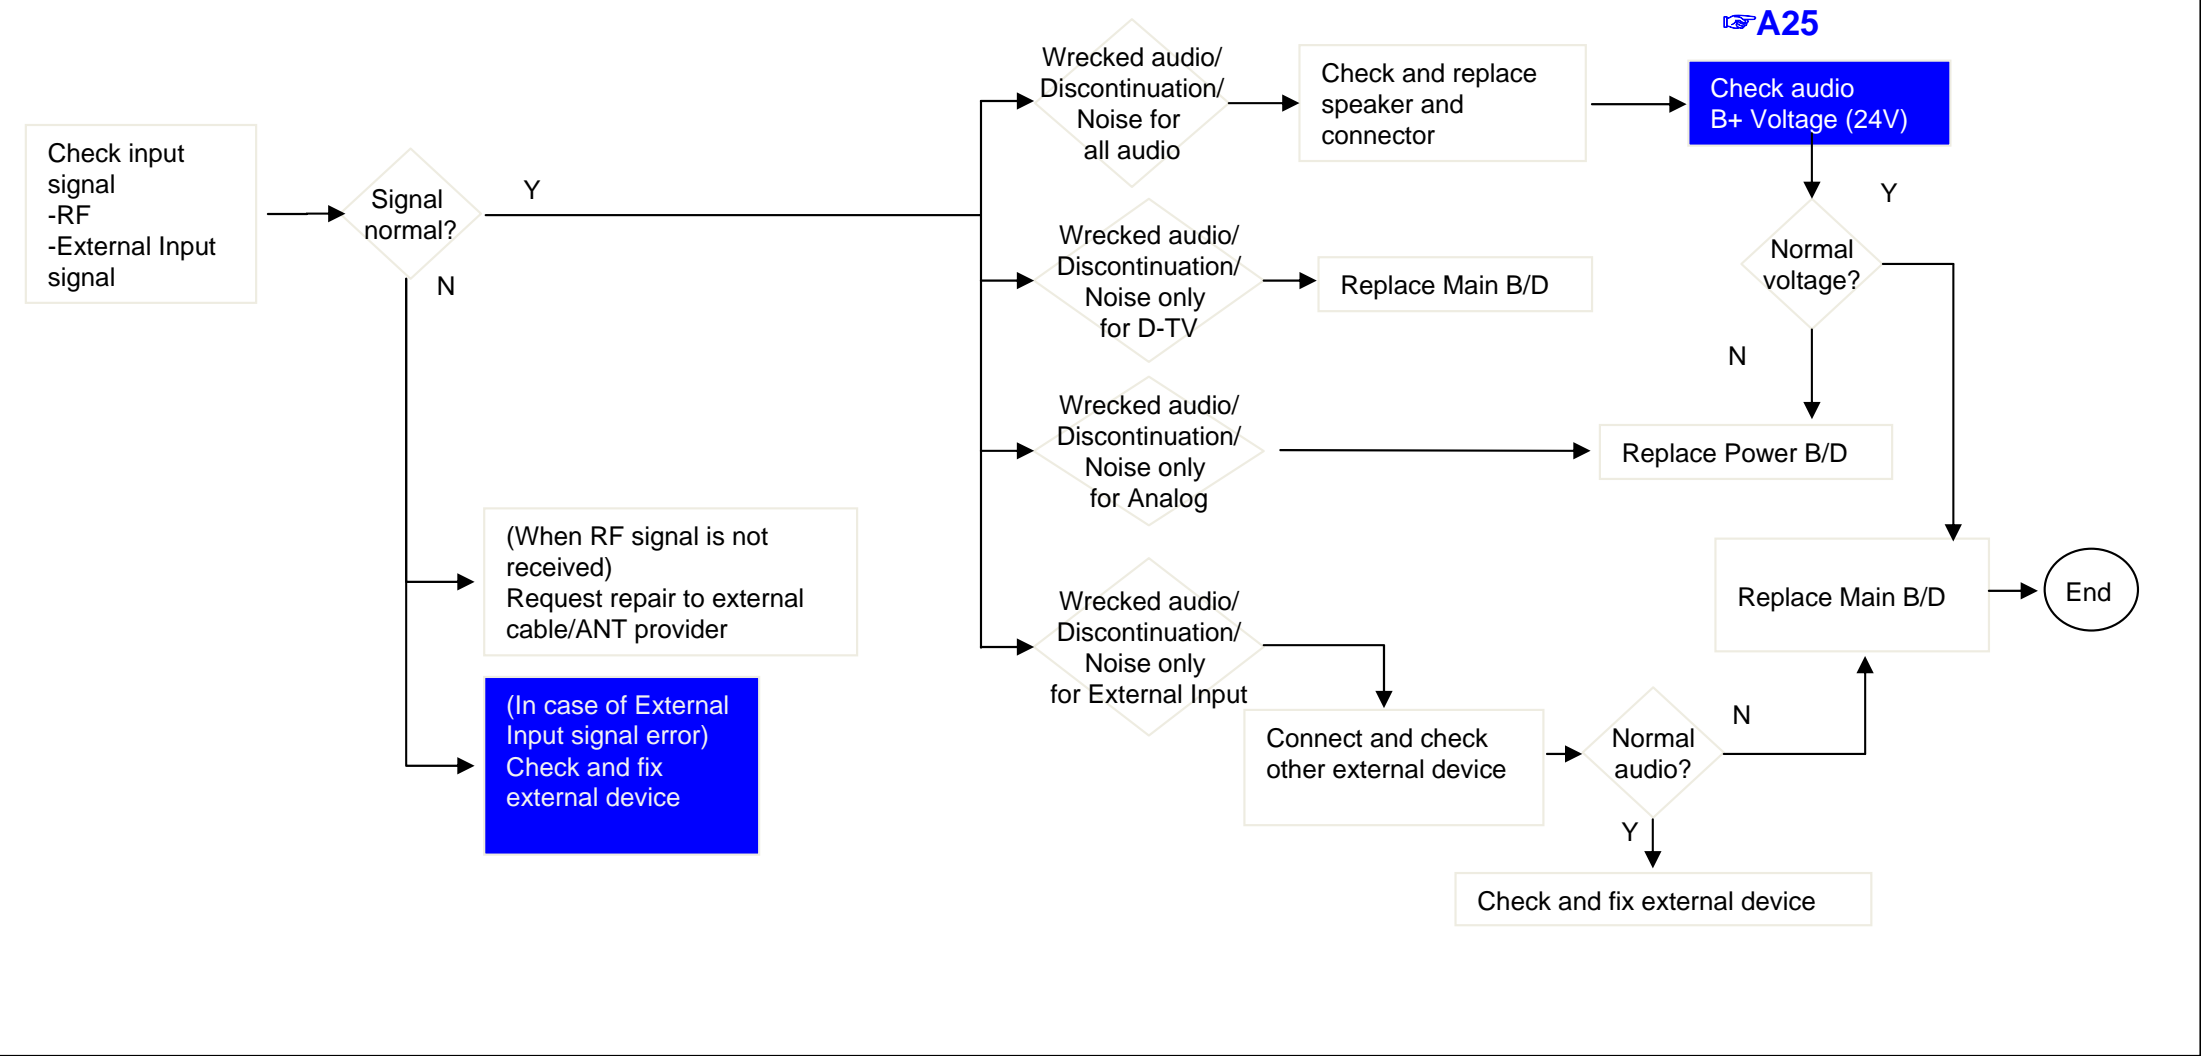 ☞A25
Check input
signal
-RF
-External Input
signal
Signal
normal?
Y
N
(When RF signal is not
received)
Request repair to external
cable/ANT provider
(In case of External
Input signal error)
Check and fix
external device
Wrecked audio/
Discontinuation/
Noise for
all audio
Check and replace
speaker and
connector
Check audio
B+ Voltage (24V)
Y
Normal
voltage?
N
Wrecked audio/
Discontinuation/
Noise only
for D-TV
Replace Main B/D
Wrecked audio/
Discontinuation/
Noise only
for Analog
Replace Power B/D
Wrecked audio/
Discontinuation/
Noise only
for External Input
Connect and check
other external device
Normal
audio?
N
Y
Replace Main B/D
End
Check and fix external device